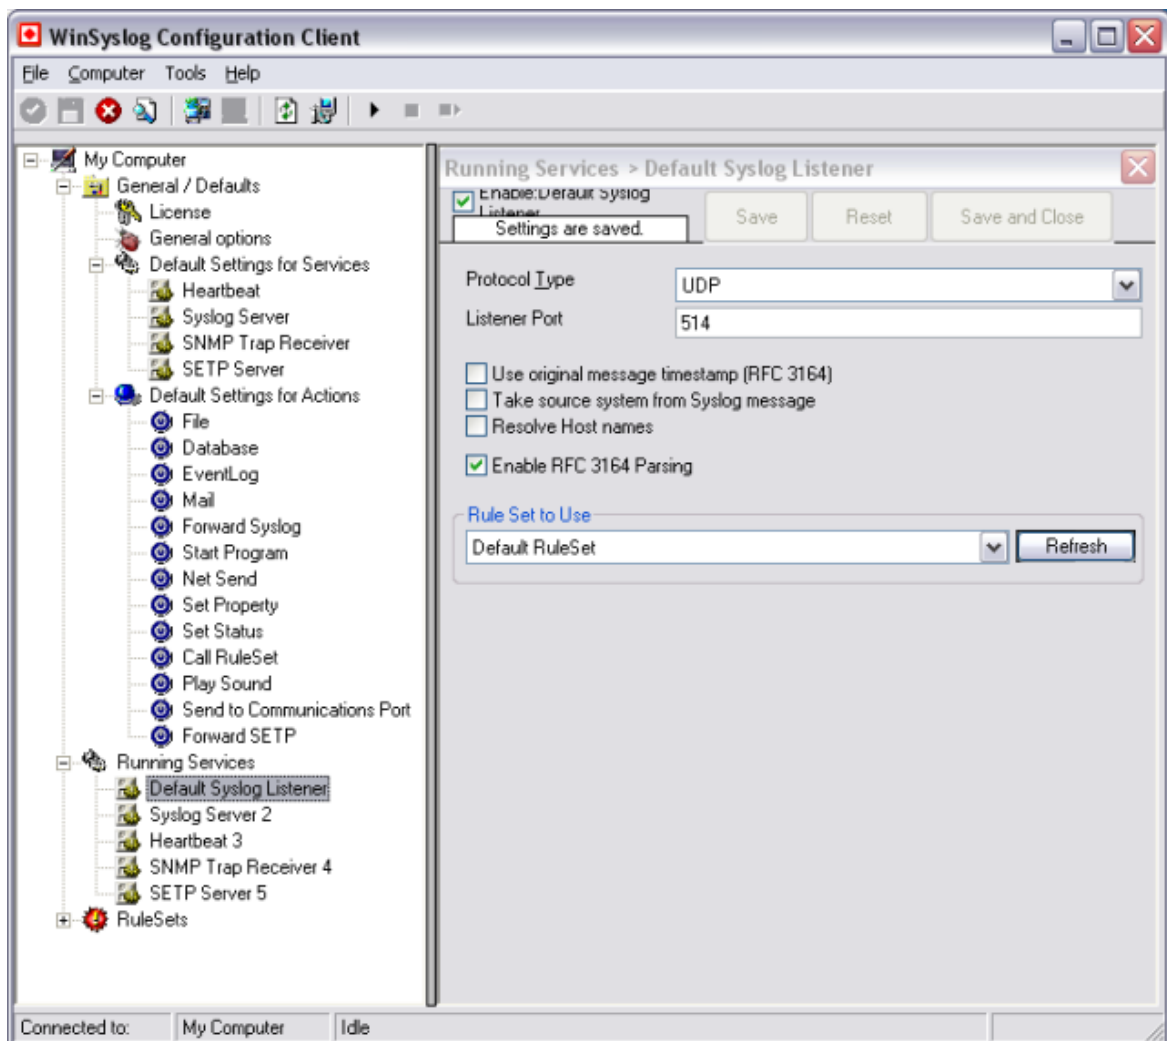 WinSyslog Configuration Client
File Computer Tools Help
My Computer
General / Defaults
License
General options
Default Settings for Services
Heartbeat
Syslog Server
SNMP Trap Receiver
SETP Server
Default Settings for Actions
File
Database
EventLog
Mail
Forward Syslog
Start Program
Net Send
Set Property
Set Status
Call RuleSet
Play Sound
Send to Communications Port
Forward SETP
Running Services
Default Syslog Listener
Syslog Server 2
Heartbeat 3
SNMP Trap Receiver 4
SETP Server 5
RuleSets
Running Services > Default Syslog Listener
Enable:Default Syslog
Listener
Settings are saved.
Save
Reset
Save and Close
Protocol Type
UDP
Listener Port
514
Use original message timestamp (RFC 3164)
Take source system from Syslog message
Resolve Host names
Enable RFC 3164 Parsing
Rule Set to Use
Default RuleSet
Refresh
Connected to:
My Computer
Idle